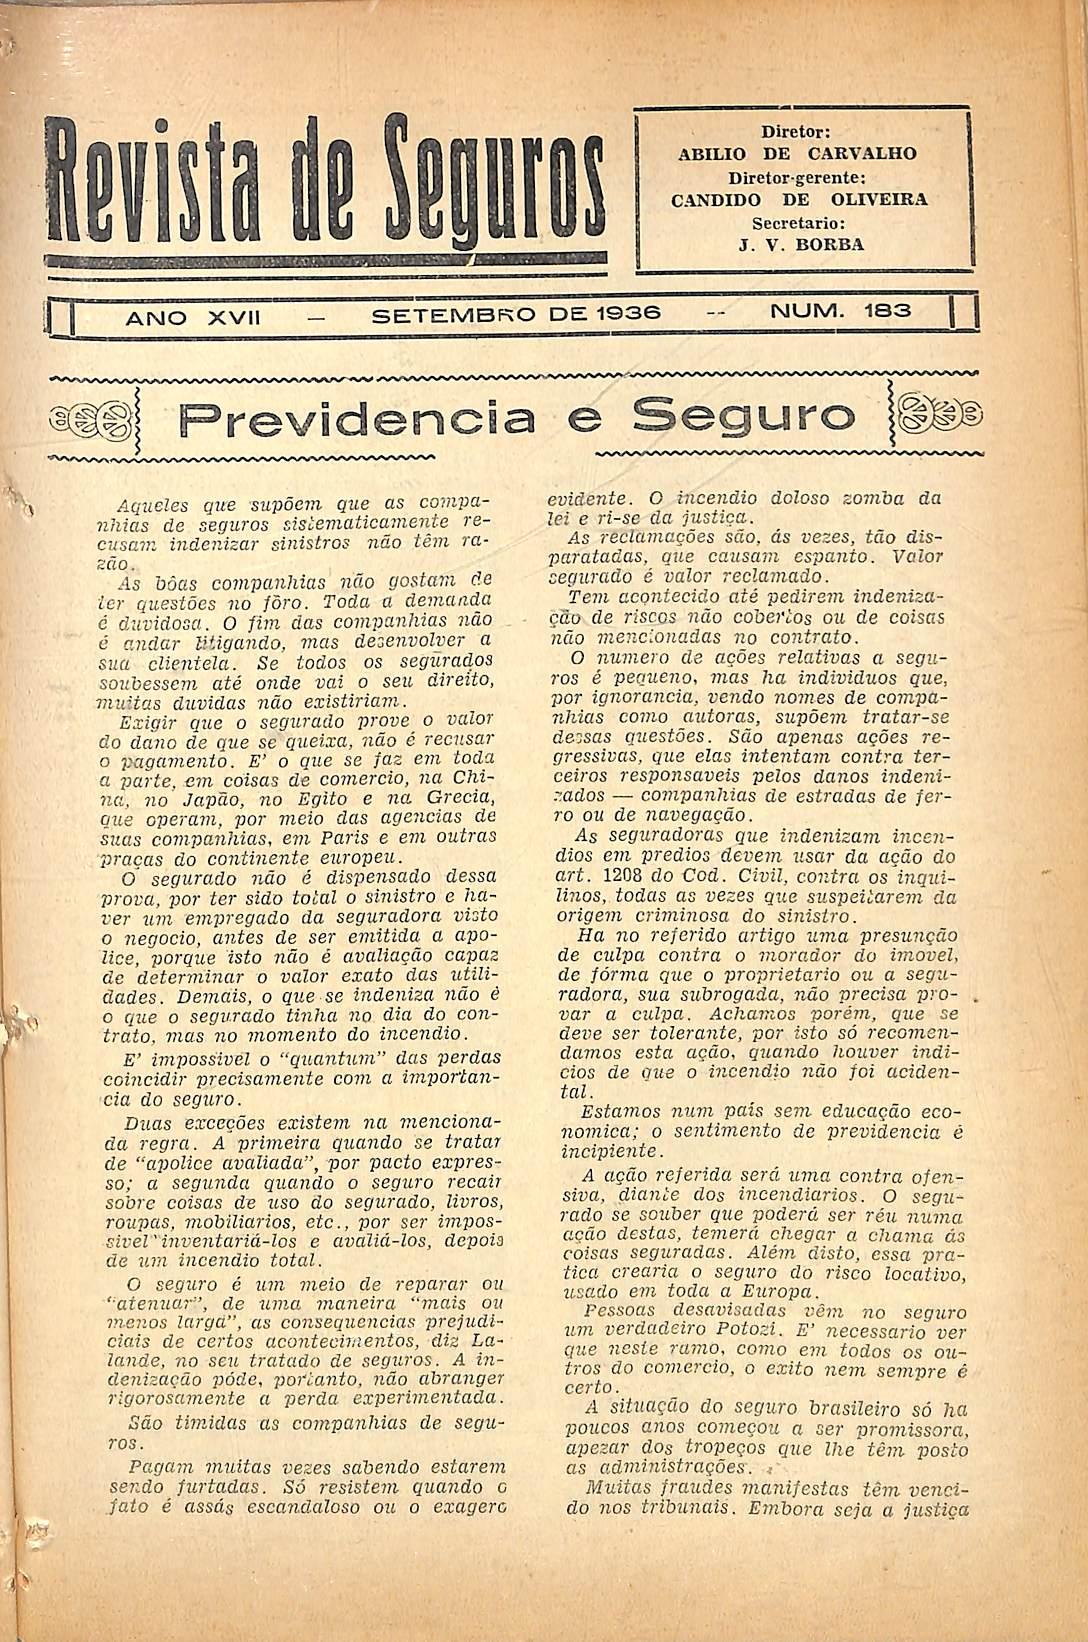 Revista de Seguros
Diretor:
ABILIO DE CARVALHO
Diretor-gerente:
CANDIDO DE OLIVEIRA
Secretario:
J. V. BORBA
ANO XVII — SETEMBRO DE 1936 -- NUM. 183
Previdencia e Seguro
Aqueles que supõem que as compa-
nhias de seguros sistematicamente re-
cusam indenizar sinistros não têm ra-
zão.
As bôas companhias não gostam de
ter questões no fôro. Toda a demanda
é duvidosa. O fim das companhias não
é andar litigando, mas desenvolver a
sua clientela. Se todos os segurados
soubessem até onde vai o seu direito,
muitas duvidas não existiriam.
Exigir que o segurado prove o valor
do dano de que se queixa, não é recusar
o pagamento. E' o que se faz em toda
a parte, em coisas de comercio, na Chi-
na, no Japão, no Egito e na Grecia,
que operam, por meio das agencias de
suas companhias, em Paris e em outras
praças do continente europeu.
O segurado não é dispensado dessa
prova, por ter sido total o sinistro e ha-
ver um empregado da seguradora visto
o negocio, antes de ser emitida a apo-
lice, porque isto não é avaliação capaz
de determinar o valor exato das utili-
dades. Demais, o que se indeniza não é
o que o segurado tinha no dia do con-
trato, mas no momento do incendio.
E' impossivel o "quantum" das perdas
coincidir precisamente com a importan-
cia do seguro.
Duas exceções existem na menciona-
da regra. A primeira quando se tratar
de "apolice avaliada", por pacto expres-
so; a segunda quando o seguro recair
sobre coisas de uso do segurado, livros,
roupas, mobiliarios, etc., por ser impos-
sivel inventariá-los e avaliá-los, depois
de um incendio total.
O seguro é um meio de reparar ou
"atenuar", de uma maneira "mais ou
menos larga", as consequencias prejudi-
ciais de certos acontecimentos, diz La-
lande, no seu tratado de seguros. A in-
denização póde, portanto, não abranger
rigorosamente a perda experimentada.
São timidas as companhias de segu-
ros.
Pagam muitas vezes sabendo estarem
sendo furtadas. Só resistem quando o
fato é assás escandaloso ou o exagero
evidente. O incendio doloso zomba da
lei e ri-se da justiça.
As reclamações são, ás vezes, tão dis-
paratadas, que causam espanto. Valor
segurado é valor reclamado.
Tem acontecido até pedirem indeniza-
ção de riscos não cobertos ou de coisas
não mencionadas no contrato.
O numero de ações relativas a segu-
ros é pequeno, mas ha individuos que,
por ignorancia, vendo nomes de compa-
nhias como autoras, supõem tratar-se
dessas questões. São apenas ações re-
gressivas, que elas intentam contra ter-
ceiros responsaveis pelos danos indeni-
zados — companhias de estradas de fer-
ro ou de navegação.
As seguradoras que indenizam incen-
dios em predios devem usar da ação do
art. 1208 do Cod. Civil, contra os inqui-
linos, todas as vezes que suspeitarem da
origem criminosa do sinistro.
Ha no referido artigo uma presunção
de culpa contra o morador do imovel,
de fórma que o proprietario ou a segu-
radora, sua subrogada, não precisa pro-
var a culpa. Achamos porém, que se
deve ser tolerante, por isto só recomen-
damos esta ação, quando houver indi-
cios de que o incendio não foi aciden-
tal.
Estamos num país sem educação eco-
nomica; o sentimento de previdencia é
incipiente.
A ação referida será uma contra ofen-
siva, diante dos incendiarios. O segu-
rado se souber que poderá ser réu numa
ação destas, temerá chegar a chama ás
coisas seguradas. Além disto, essa pra-
tica crearia o seguro do risco locativo,
usado em toda a Europa.
Pessoas desavisadas vêm no seguro
um verdadeiro Potozi. E' necessario ver
que neste ramo, como em todos os ou-
tros do comercio, o exito nem sempre é
certo.
A situação do seguro brasileiro só ha
poucos anos começou a ser promissora,
apezar dos tropeços que lhe têm posto
as administrações.
Muitas fraudes manifestas têm venci-
do nos tribunais. Embora seja a justiça